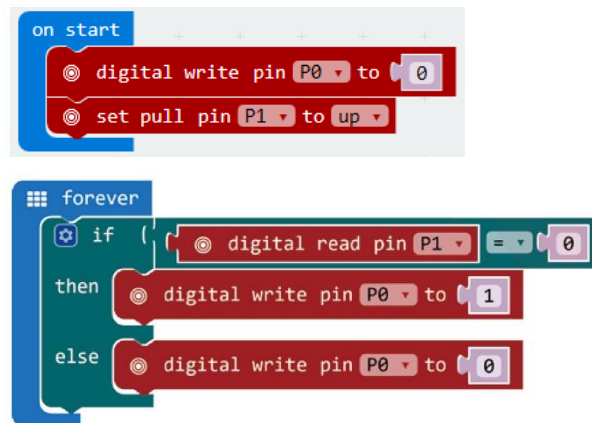 on start
digital write pin P0 to 0
set pull pin P1 to up
forever
if digital read pin P1 = 0
then digital write pin P0 to 1
else digital write pin P0 to 0